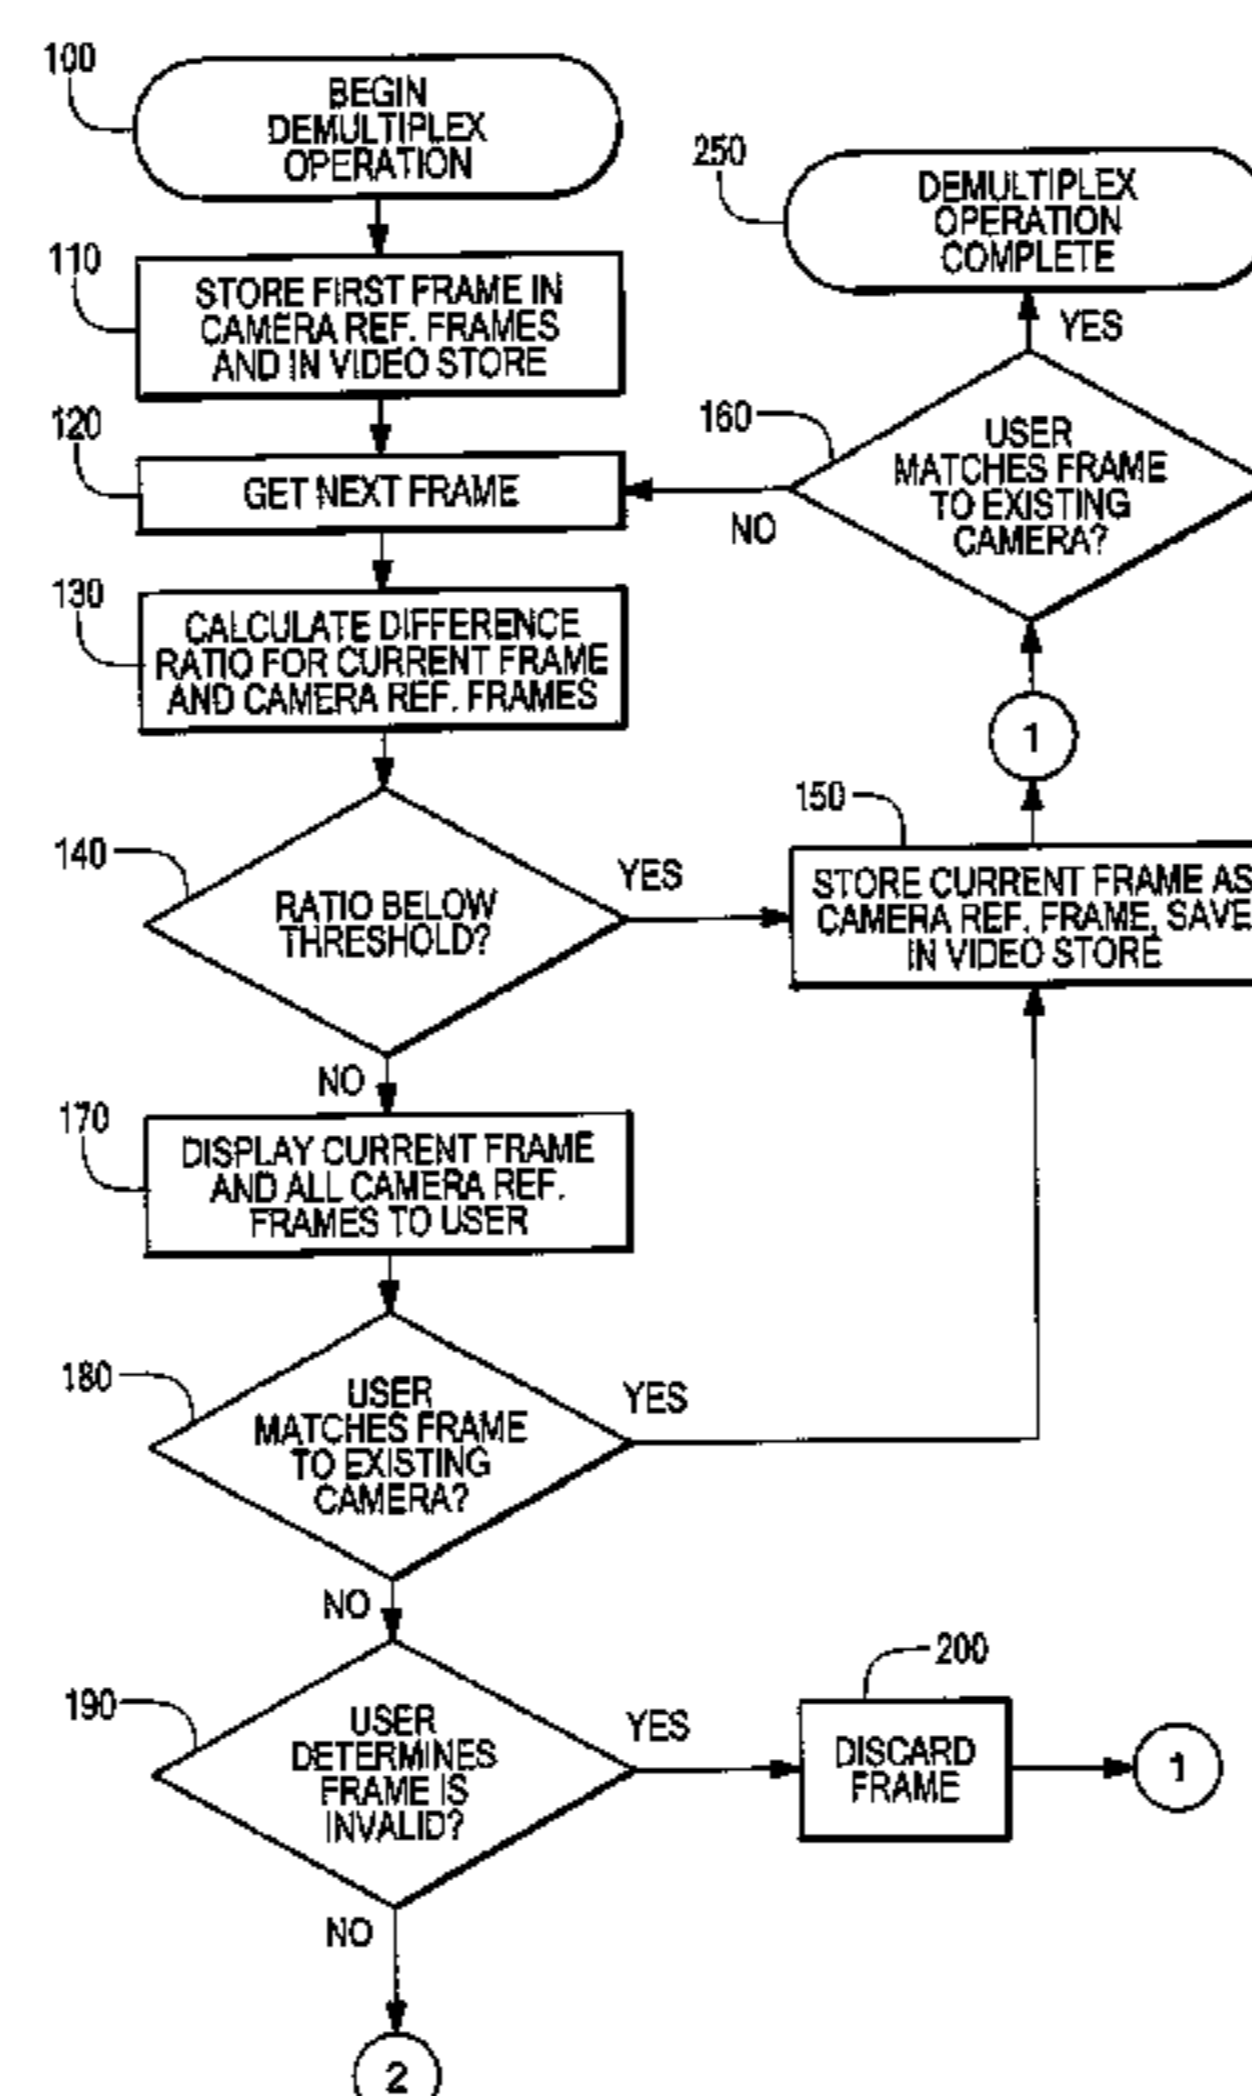 100
BEGIN
DEMULTIPLEX
OPERATION
110
STORE FIRST FRAME IN
CAMERA REF. FRAMES
AND IN VIDEO STORE
120
GET NEXT FRAME
130
CALCULATE DIFFERENCE
RATIO FOR CURRENT FRAME
AND CAMERA REF. FRAMES
140
RATIO BELOW
THRESHOLD?
YES
NO
170
DISPLAY CURRENT FRAME
AND ALL CAMERA REF.
FRAMES TO USER
180
USER
MATCHES FRAME
TO EXISTING
CAMERA?
YES
NO
190
USER
DETERMINES
FRAME IS
INVALID?
YES
NO
2
200
DISCARD
FRAME
1
250
DEMULTIPLEX
OPERATION
COMPLETE
YES
160
USER
MATCHES FRAME
TO EXISTING
CAMERA?
NO
1
150
STORE CURRENT FRAME AS
CAMERA REF. FRAME, SAVE
IN VIDEO STORE